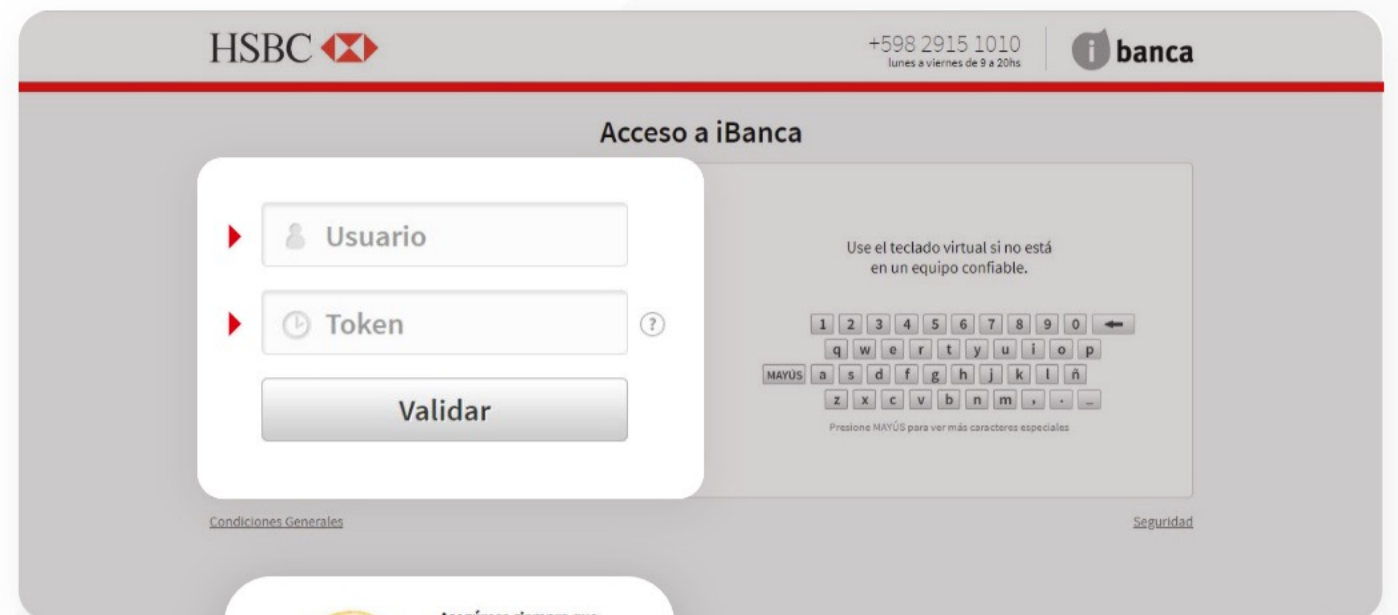 HSBC
+598 2915 1010
lunes a viernes de 9 a 20hs
i banca
Acceso a iBanca
Usuario
Token
?
Validar
Use el teclado virtual si no está
en un equipo confiable.
1 2 3 4 5 6 7 8 9 0
q w e r t y u i o p
MAYÚS a s d f g h j k l ñ
z x c v b n m , . _
Presione MAYÚS para ver más caracteres especiales
Condiciones Generales
Seguridad